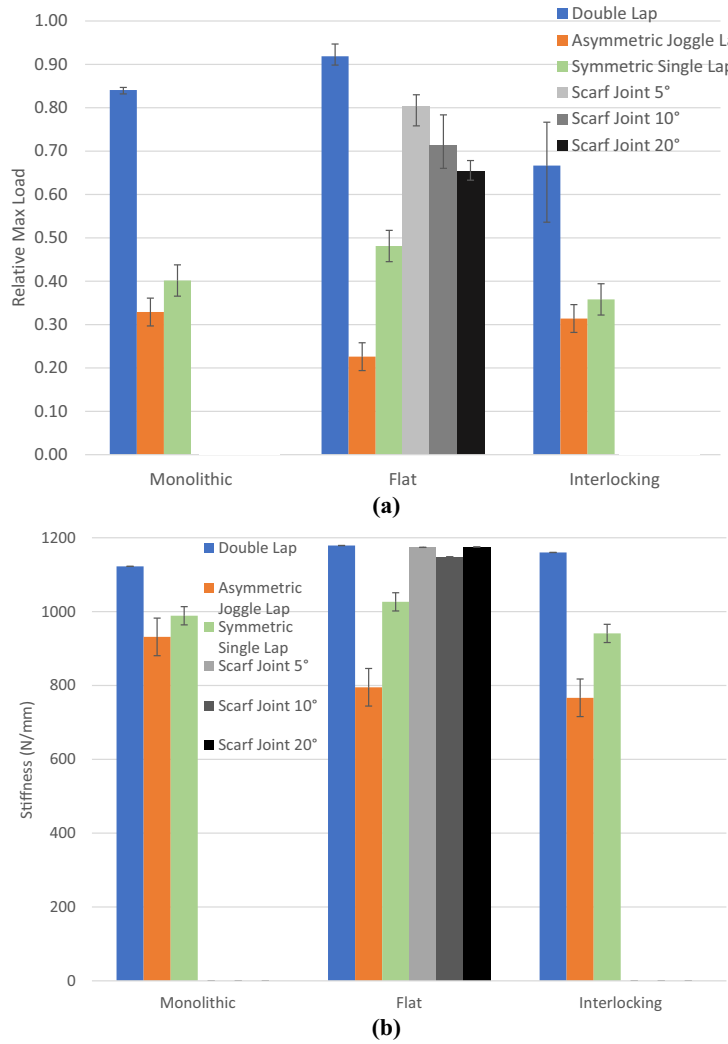 1.00
0.90
0.80
0.70
0.60
0.50
0.40
0.30
0.20
0.10
0.00
Relative Max Load
Double Lap
Asymmetric Joggle La
Symmetric Single Lap
Scarf Joint 5°
Scarf Joint 10°
Scarf Joint 20°
Monolithic Flat Interlocking
(a)
1200
1000
800
600
400
200
0
Stiffness (N/mm)
Double Lap
Asymmetric
Joggle Lap
Symmetric
Single Lap
Scarf Joint 5°
Scarf Joint 10°
Scarf Joint 20°
Monolithic Flat Interlocking
(b)